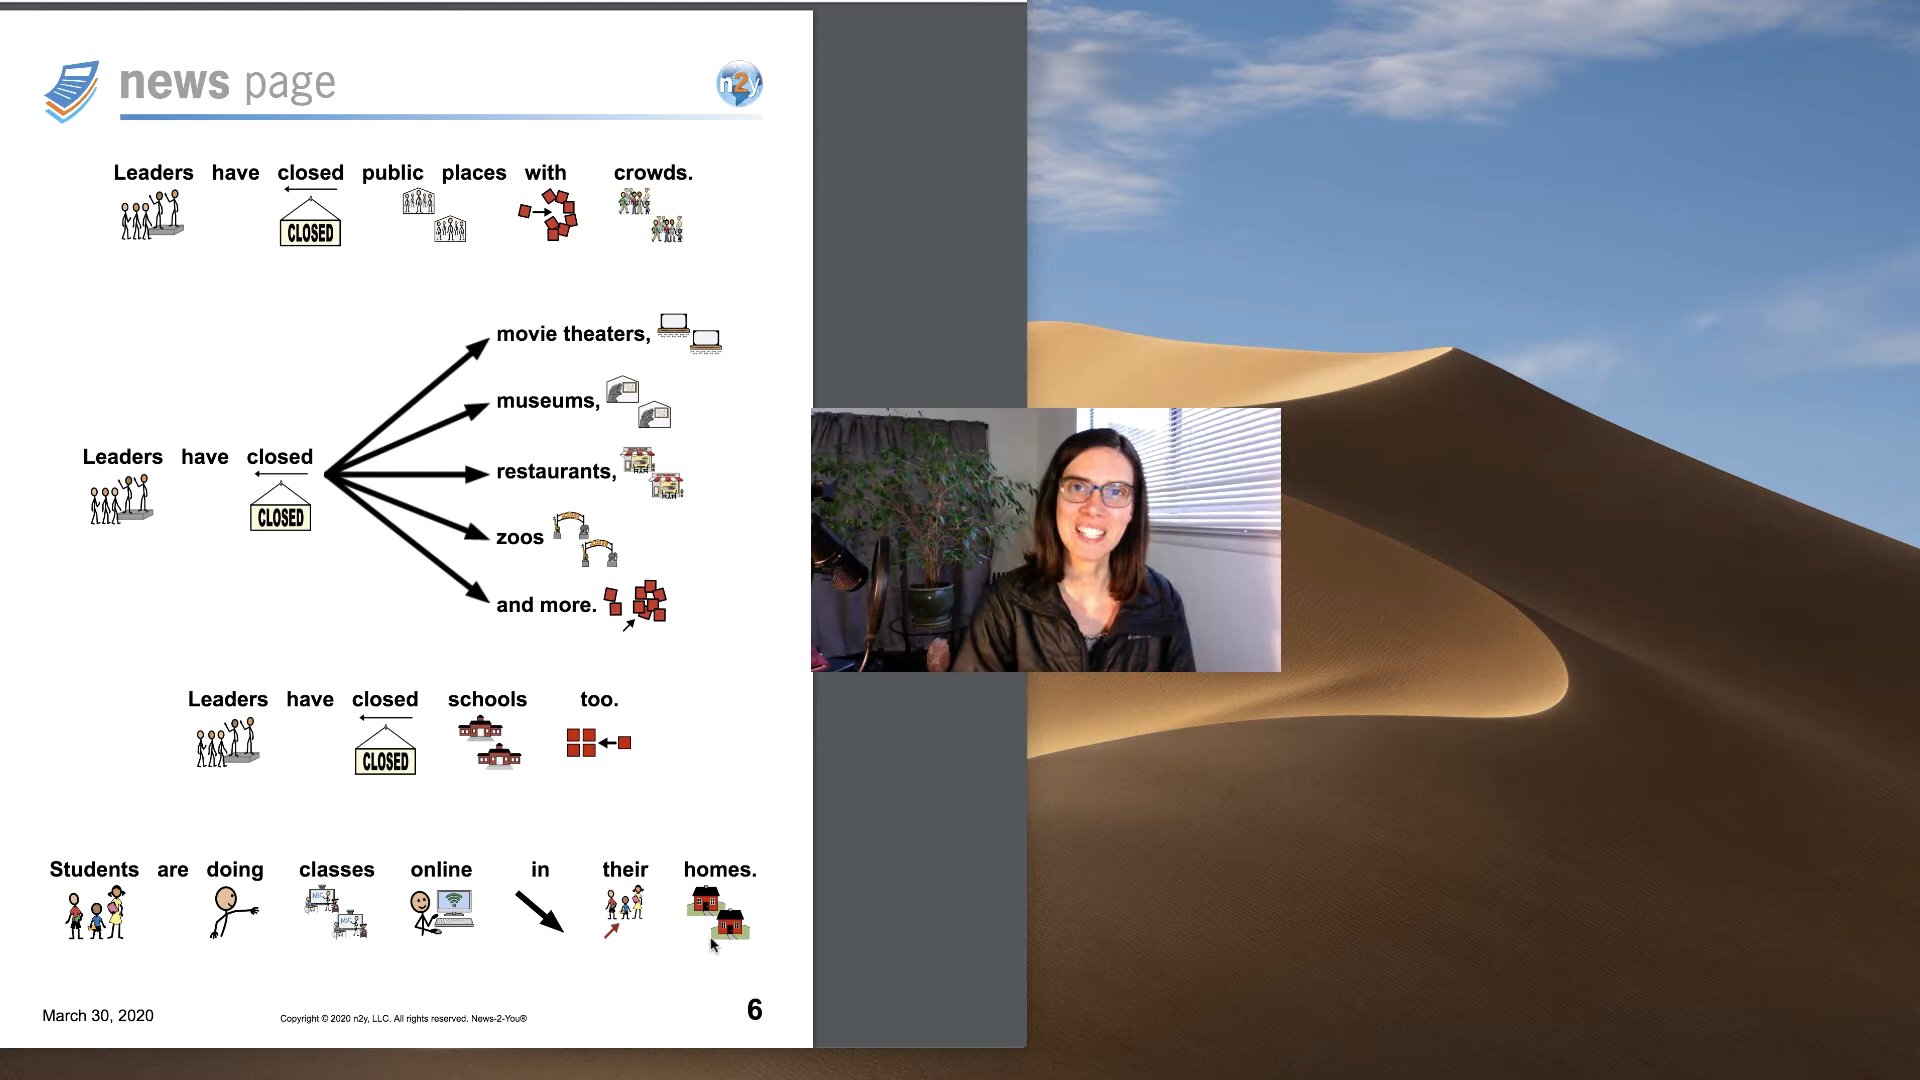 news page
n2y
Leaders have closed public places with crowds.
CLOSED
movie theaters,
museums,
restaurants,
Leaders have closed
CLOSED
zoos
and more.
Leaders have closed schools too.
CLOSED
Students are doing classes online in their homes.
March 30, 2020
Copyright © 2020 n2y, LLC. All rights reserved. News-2-You®
6